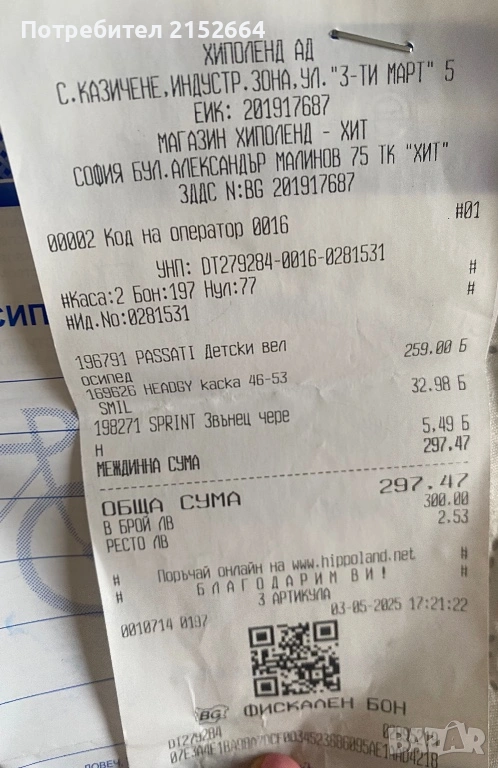 Потребител 2152664
ХИПОЛЕНД АД
С.КАЗИЧЕНЕ,ИНДУСТР.ЗОНА,УЛ."3-ТИ МАРТ" 5
ЕИК: 201917687
МАГАЗИН ХИПОЛЕНД - ХИТ
СОФИЯ БУЛ.АЛЕКСАНДЪР МАЛИНОВ 75 ТК "ХИТ"
ЗДДС N:BG 201917687
00002 Код на оператор 0016 #01
УНП: DT279284-0016-0281531
#Каса:2 Бон:197 Нул:77 #
#Ид.No:0281531 #
196791 PASSATI Детски вел 259.00 Б
осипед
169626 HEADGY каска 46-53 32.98 Б
SMIL
198271 SPRINT Звънец чере 5.49 Б
н 297.47
МЕЖДИННА СУМА
ОБЩА СУМА 297.47
В БРОЙ ЛВ 300.00
РЕСТО ЛВ 2.53
# Поръчай онлайн на www.hippoland.net #
# БЛАГОДАРИМ ВИ! #
3 АРТИКУЛА
0010714 0197 03-05-2025 17:21:22
BG ФИСКАЛЕН БОН
DT279284
СИП
bazar